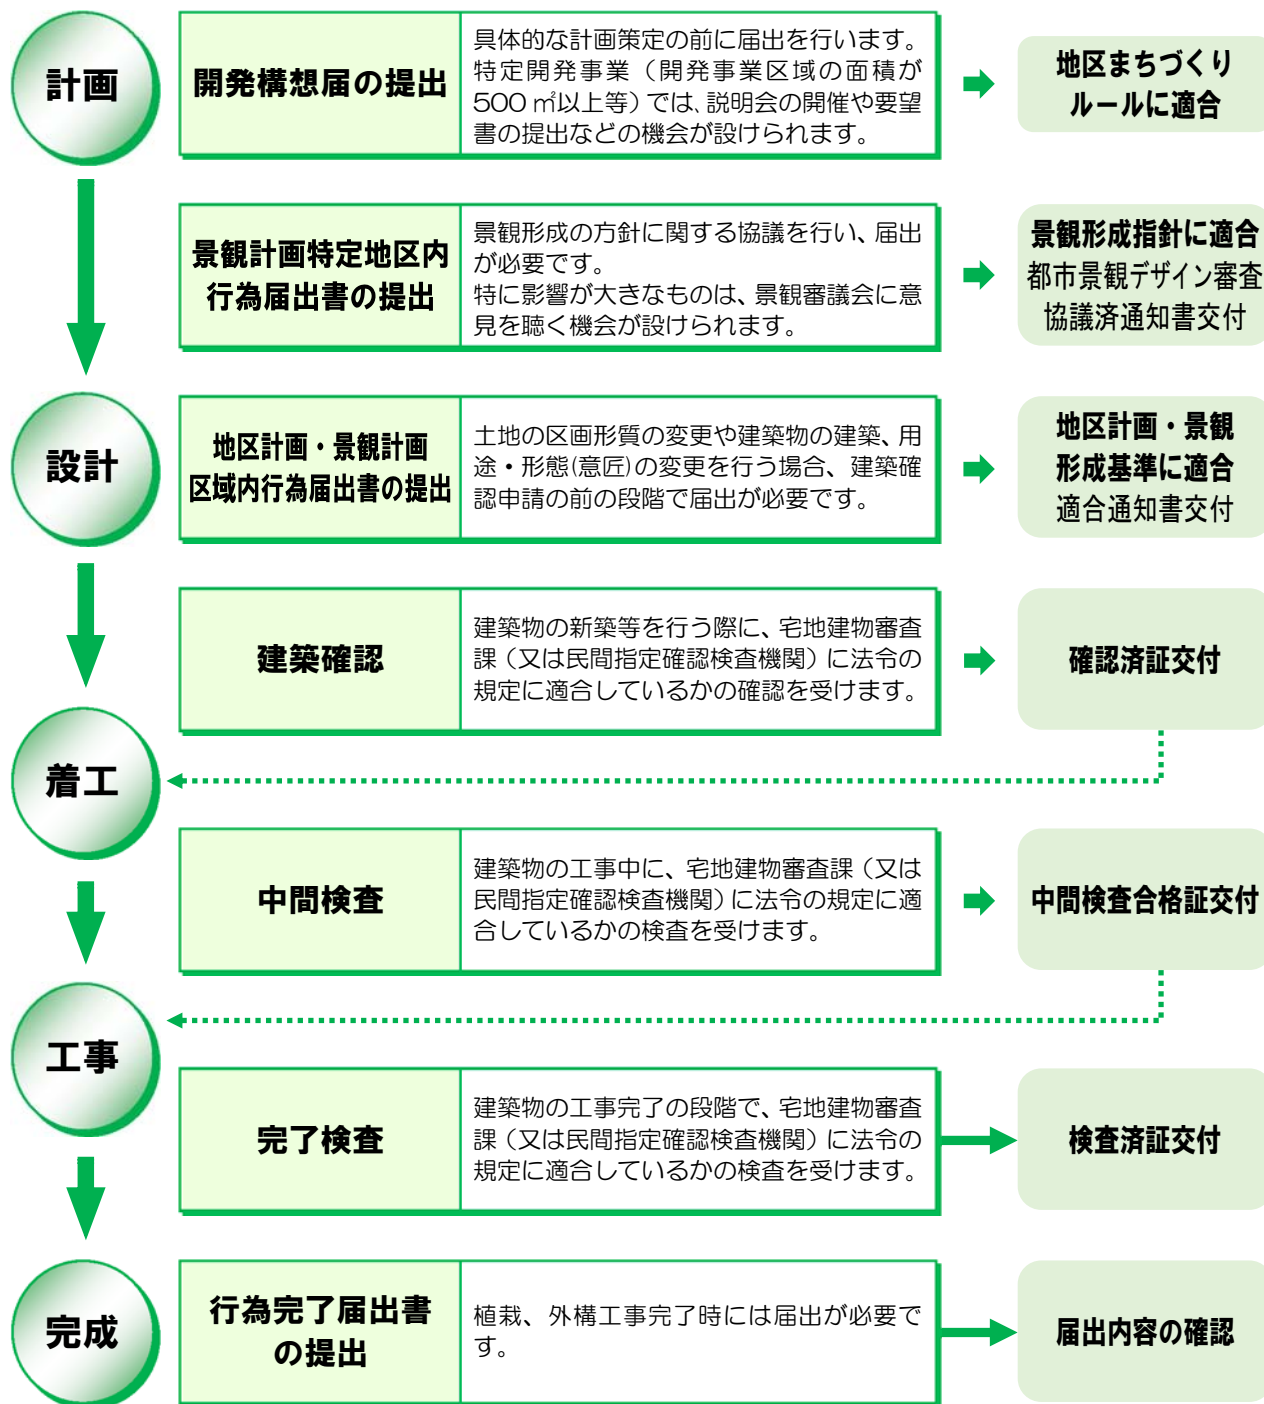 計画
開発構想届の提出
具体的な計画策定の前に届出を行います。
特定開発事業（開発事業区域の面積が
500㎡以上等）では、説明会の開催や要望
書の提出などの機会が設けられます。
地区まちづくり
ルールに適合
景観計画特定地区内
行為届出書の提出
景観形成の方針に関する協議を行い、届出
が必要です。
特に影響が大きなものは、景観審議会に意
見を聴く機会が設けられます。
景観形成指針に適合
都市景観デザイン審査
協議済通知書交付
設計
地区計画・景観計画
区域内行為届出書の提出
土地の区画形質の変更や建築物の建築、用
途・形態(意匠)の変更を行う場合、建築確
認申請の前の段階で届出が必要です。
地区計画・景観
形成基準に適合
適合通知書交付
建築確認
建築物の新築等を行う際に、宅地建物審査
課（又は民間指定確認検査機関）に法令の
規定に適合しているかの確認を受けます。
確認済証交付
着工
中間検査
建築物の工事中に、宅地建物審査課（又は
民間指定確認検査機関）に法令の規定に適
合しているかの検査を受けます。
中間検査合格証交付
工事
完了検査
建築物の工事完了の段階で、宅地建物審査
課（又は民間指定確認検査機関）に法令の
規定に適合しているかの検査を受けます。
検査済証交付
完成
行為完了届出書
の提出
植栽、外構工事完了時には届出が必要で
す。
届出内容の確認